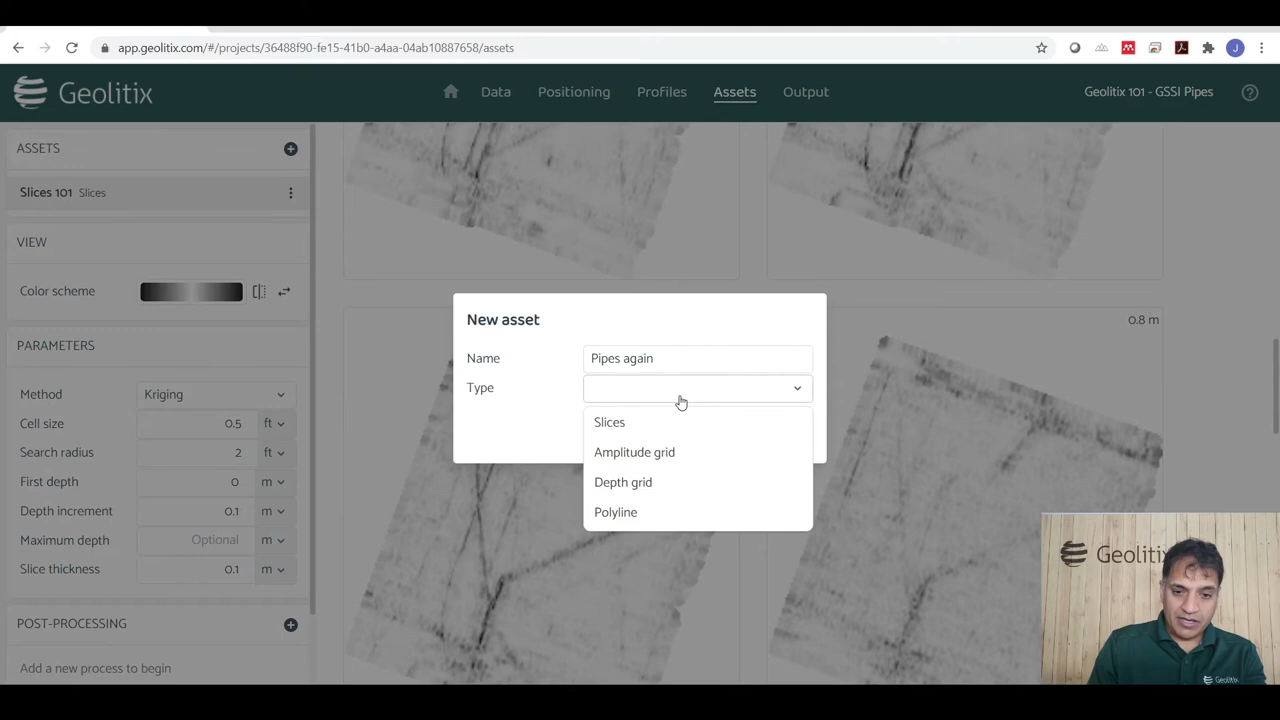 app.geolitix.com/#/projects/36488f90-fe15-41b0-a4aa-04ab10887658/assets
J
Geolitix
Data
Positioning
Profiles
Assets
Output
Geolitix 101 - GSSI Pipes
ASSETS
Slices 101 Slices
VIEW
Color scheme
PARAMETERS
Method Kriging
Cell size 0.5 ft
Search radius 2 ft
First depth 0 m
Depth increment 0.1 m
Maximum depth Optional m
Slice thickness 0.1 m
POST-PROCESSING
Add a new process to begin
0.8 m
New asset
Name Pipes again
Type
Slices
Amplitude grid
Depth grid
Polyline
Geolitix
Geolitix